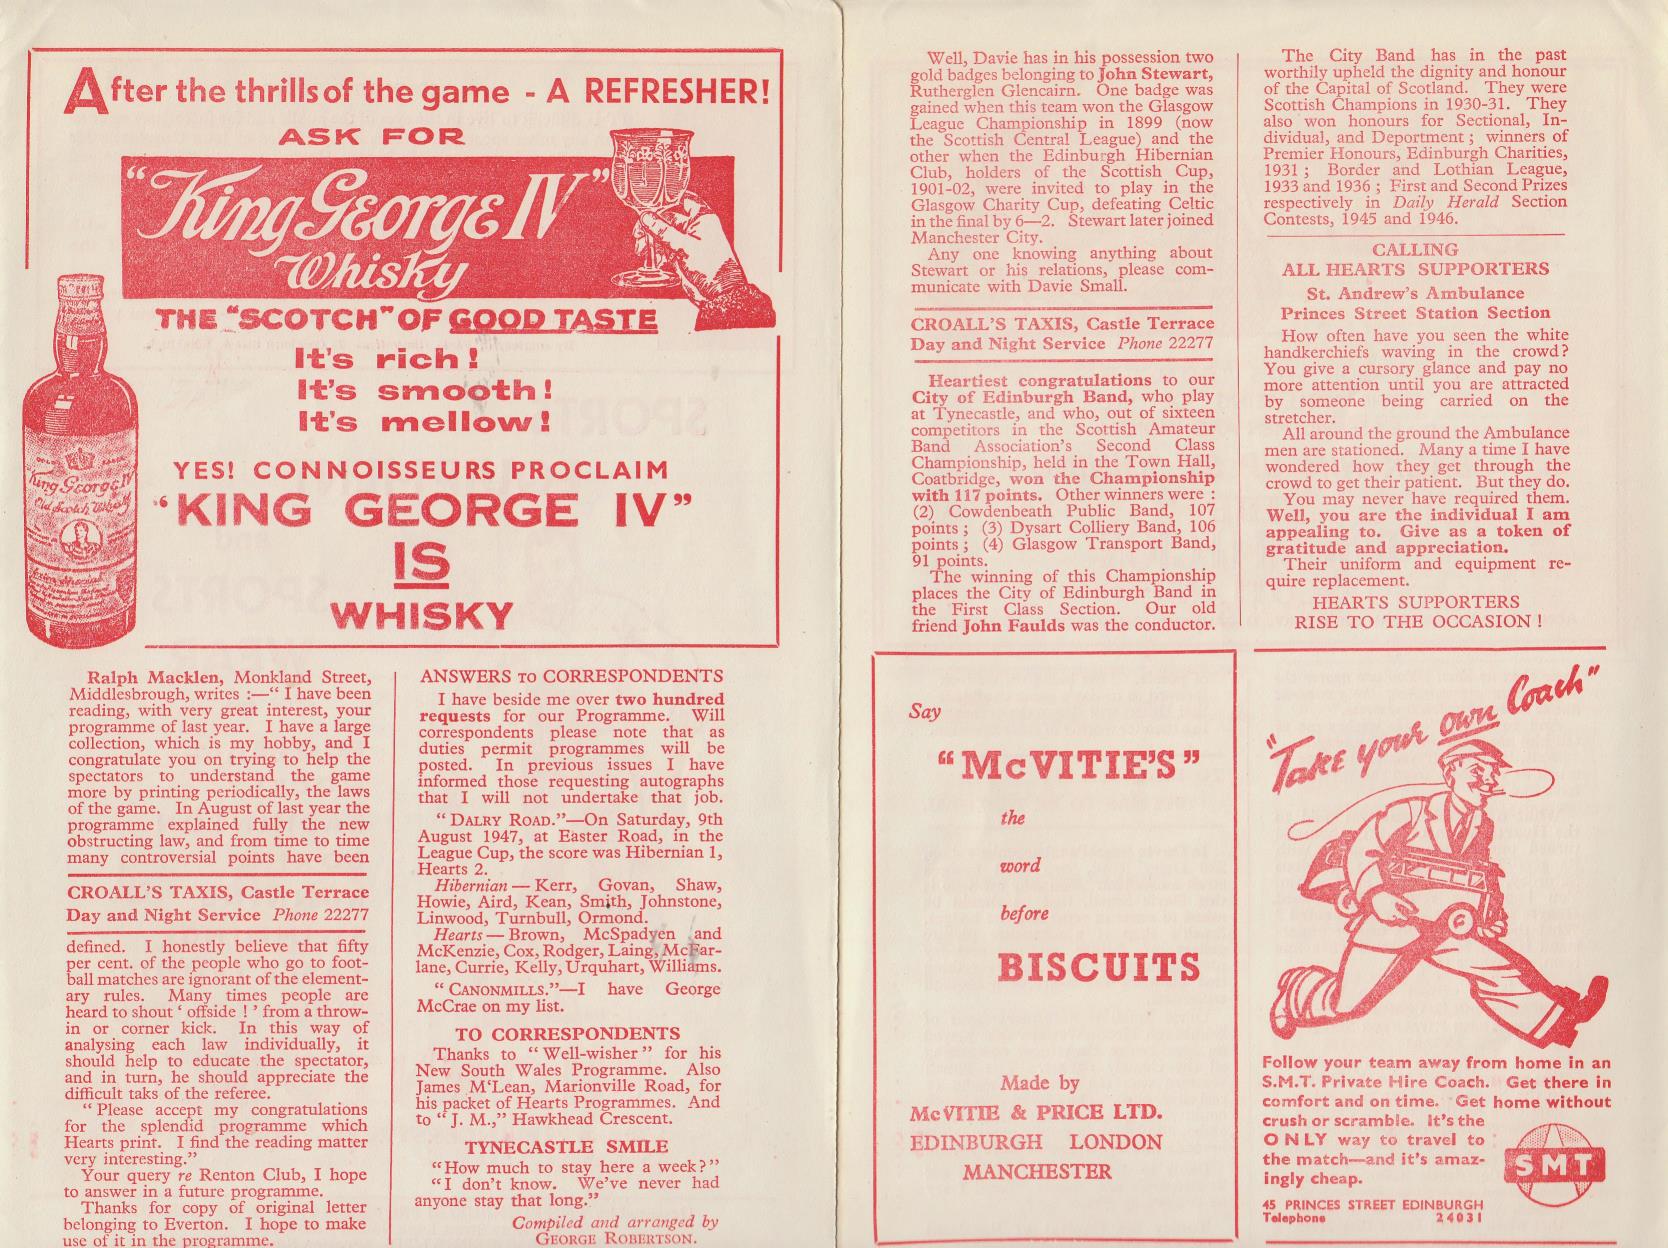 After the thrills of the game - A REFRESHER!
ASK FOR
"King George IV"
Whisky
THE "SCOTCH" OF GOOD TASTE
It's rich!
It's smooth!
It's mellow!
YES! CONNOISSEURS PROCLAIM
"KING GEORGE IV"
IS
WHISKY
King George IV
Old Scotch Whisky
Ralph Macklen, Monkland Street,
Middlesbrough, writes :—" I have been
reading, with very great interest, your
programme of last year. I have a large
collection, which is my hobby, and I
congratulate you on trying to help the
spectators to understand the game
more by printing periodically, the laws
of the game. In August of last year the
programme explained fully the new
obstructing law, and from time to time
many controversial points have been
CROALL'S TAXIS, Castle Terrace
Day and Night Service Phone 22277
defined. I honestly believe that fifty
per cent. of the people who go to foot-
ball matches are ignorant of the element-
ary rules. Many times people are
heard to shout ' offside ! ' from a throw-
in or corner kick. In this way of
analysing each law individually, it
should help to educate the spectator,
and in turn, he should appreciate the
difficult taks of the referee.
" Please accept my congratulations
for the splendid programme which
Hearts print. I find the reading matter
very interesting."
Your query re Renton Club, I hope
to answer in a future programme.
Thanks for copy of original letter
belonging to Everton. I hope to make
use of it in the programme.
ANSWERS TO CORRESPONDENTS
I have beside me over two hundred
requests for our Programme. Will
correspondents please note that as
duties permit programmes will be
posted. In previous issues I have
informed those requesting autographs
that I will not undertake that job.
" DALRY ROAD."—On Saturday, 9th
August 1947, at Easter Road, in the
League Cup, the score was Hibernian 1,
Hearts 2.
Hibernian — Kerr, Govan, Shaw,
Howie, Aird, Kean, Smith, Johnstone,
Linwood, Turnbull, Ormond.
Hearts — Brown, McSpadyen and
McKenzie, Cox, Rodger, Laing, McFar-
lane, Currie, Kelly, Urquhart, Williams.
" CANONMILLS."—I have George
McCrae on my list.
TO CORRESPONDENTS
Thanks to " Well-wisher " for his
New South Wales Programme. Also
James M'Lean, Marionville Road, for
his packet of Hearts Programmes. And
to " J. M.," Hawkhead Crescent.
TYNECASTLE SMILE
"How much to stay here a week?"
"I don't know. We've never had
anyone stay that long."
Compiled and arranged by
GEORGE ROBERTSON.
Well, Davie has in his possession two
gold badges belonging to John Stewart,
Rutherglen Glencairn. One badge was
gained when this team won the Glasgow
League Championship in 1899 (now
the Scottish Central League) and the
other when the Edinburgh Hibernian
Club, holders of the Scottish Cup,
1901-02, were invited to play in the
Glasgow Charity Cup, defeating Celtic
in the final by 6—2. Stewart later joined
Manchester City.
Any one knowing anything about
Stewart or his relations, please com-
municate with Davie Small.
CROALL'S TAXIS, Castle Terrace
Day and Night Service Phone 22277
Heartiest congratulations to our
City of Edinburgh Band, who play
at Tynecastle, and who, out of sixteen
competitors in the Scottish Amateur
Band Association's Second Class
Championship, held in the Town Hall,
Coatbridge, won the Championship
with 117 points. Other winners were :
(2) Cowdenbeath Public Band, 107
points ; (3) Dysart Colliery Band, 106
points ; (4) Glasgow Transport Band,
91 points.
The winning of this Championship
places the City of Edinburgh Band in
the First Class Section. Our old
friend John Faulds was the conductor.
The City Band has in the past
worthily upheld the dignity and honour
of the Capital of Scotland. They were
Scottish Champions in 1930-31. They
also won honours for Sectional, In-
dividual, and Deportment ; winners of
Premier Honours, Edinburgh Charities,
1931 ; Border and Lothian League,
1933 and 1936 ; First and Second Prizes
respectively in Daily Herald Section
Contests, 1945 and 1946.
CALLING
ALL HEARTS SUPPORTERS
St. Andrew's Ambulance
Princes Street Station Section
How often have you seen the white
handkerchiefs waving in the crowd?
You give a cursory glance and pay no
more attention until you are attracted
by someone being carried on the
stretcher.
All around the ground the Ambulance
men are stationed. Many a time I have
wondered how they get through the
crowd to get their patient. But they do.
You may never have required them.
Well, you are the individual I am
appealing to. Give as a token of
gratitude and appreciation.
Their uniform and equipment re-
quire replacement.
HEARTS SUPPORTERS
RISE TO THE OCCASION !
Say
"McVITIE'S"
the
word
before
BISCUITS
Made by
McVITIE & PRICE LTD.
EDINBURGH LONDON
MANCHESTER
"Take your own Coach"
Follow your team away from home in an
S.M.T. Private Hire Coach. Get there in
comfort and on time. Get home without
crush or scramble. It's the
ONLY way to travel to
the match—and it's amaz-
ingly cheap.
SMT
45 PRINCES STREET EDINBURGH
Telephone 24031